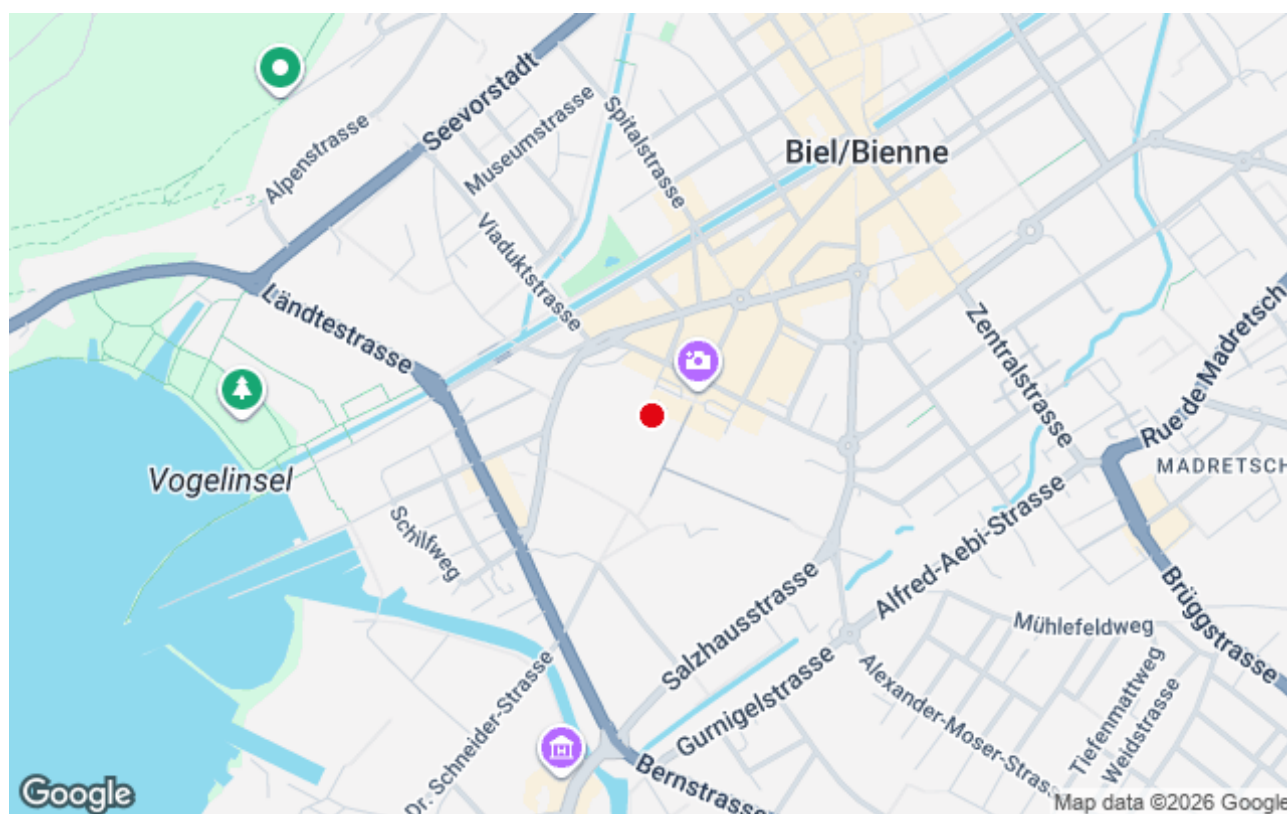 Seevorstadt
Alpenstrasse
Museumstrasse
Spitalstrasse
Biel/Bienne
Viaduktstrasse
Ländtestrasse
Zentralstrasse
Rue de Madretsch
MADRETSCH
Vogelinsel
Schilfweg
Alfred-Aebi-Strasse
Salzhausstrasse
Mühlefeldweg
Brüggstrasse
Gurnigelstrasse
Dr. Schneider-Strasse
Alexander-Moser-Strass
Tiefenmattweg
Weidstrasse
Bernstrasse
Google
Map data ©2026 Google